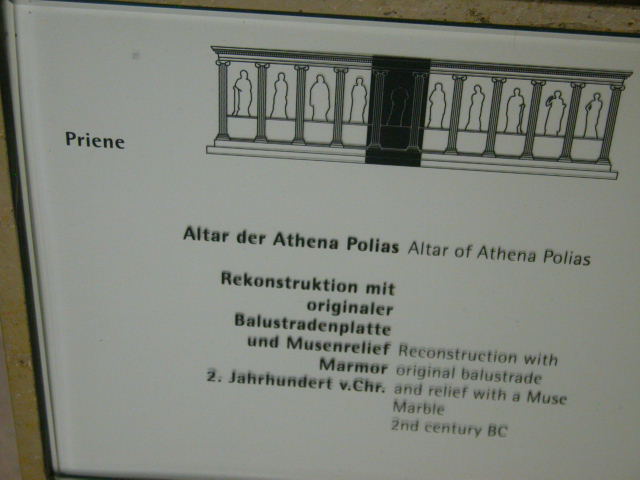 Priene
Altar der Athena Polias Altar of Athena Polias
Rekonstruktion mit
originaler
Balustradenplatte
und Musenrelief
Marmor
2. Jahrhundert v.Chr.
Reconstruction with
original balustrade
and relief with a Muse
Marble
2nd century BC